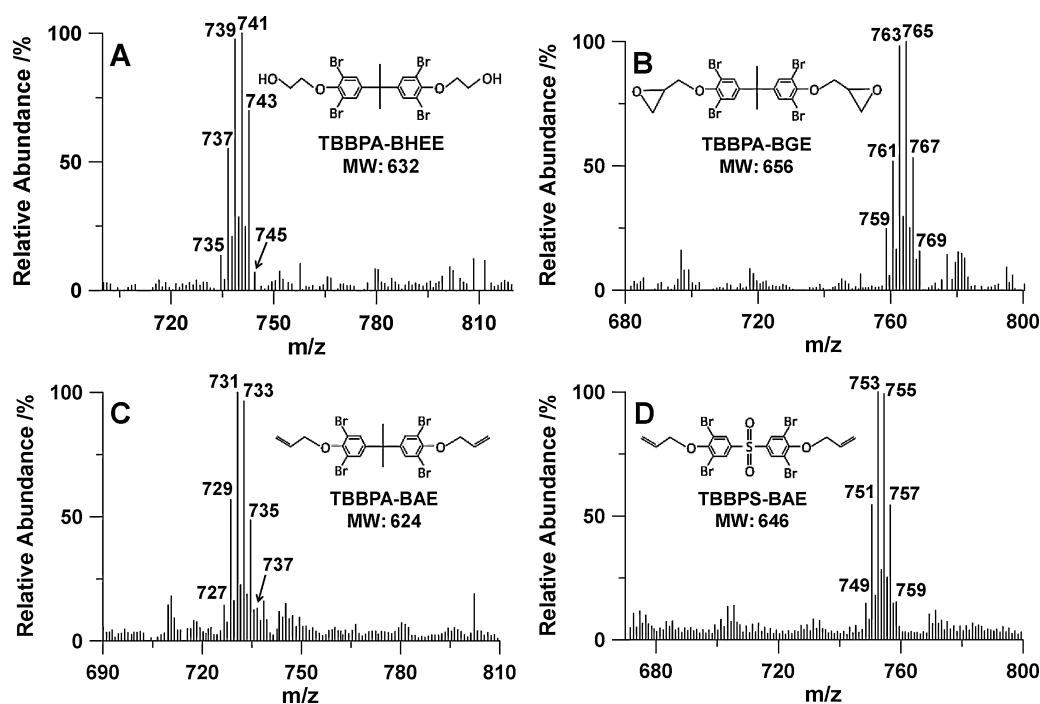 Relative Abundance /%
100
50
0
A
739
741
743
737
735
745
HO
O
Br
Br
Br
Br
O
OH
TBBPA-BHEE
MW: 632
720
750
780
810
m/z
Relative Abundance /%
100
50
0
B
763
765
761
767
759
769
O
O
Br
Br
Br
Br
O
O
TBBPA-BGE
MW: 656
680
720
760
800
m/z
Relative Abundance /%
100
50
0
C
731
733
729
735
727
737
O
Br
Br
Br
Br
O
TBBPA-BAE
MW: 624
690
720
750
780
810
m/z
Relative Abundance /%
100
50
0
D
753
755
751
757
749
759
O
Br
Br
O
S
O
Br
Br
O
TBBPS-BAE
MW: 646
680
720
760
800
m/z